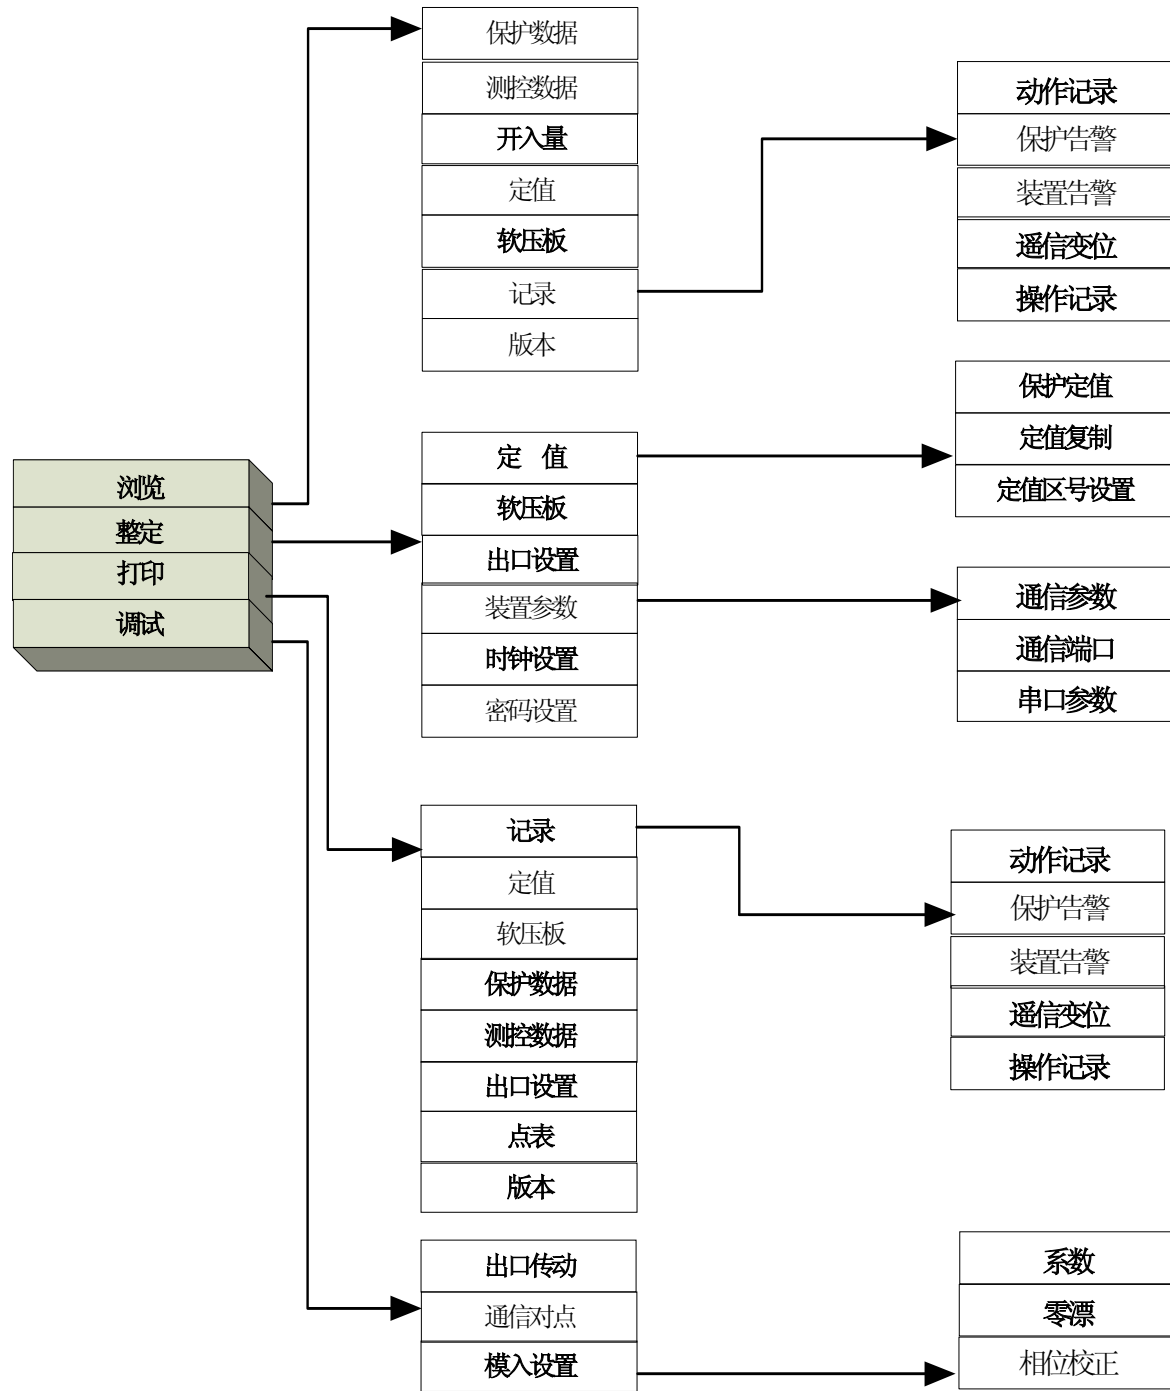 浏览
整定
打印
调试
保护数据
测控数据
开入量
定值
软压板
记录
版本
动作记录
保护告警
装置告警
遥信变位
操作记录
定 值
软压板
出口设置
装置参数
时钟设置
密码设置
保护定值
定值复制
定值区号设置
通信参数
通信端口
串口参数
记录
定值
软压板
保护数据
测控数据
出口设置
点表
版本
动作记录
保护告警
装置告警
遥信变位
操作记录
出口传动
通信对点
模入设置
系数
零漂
相位校正